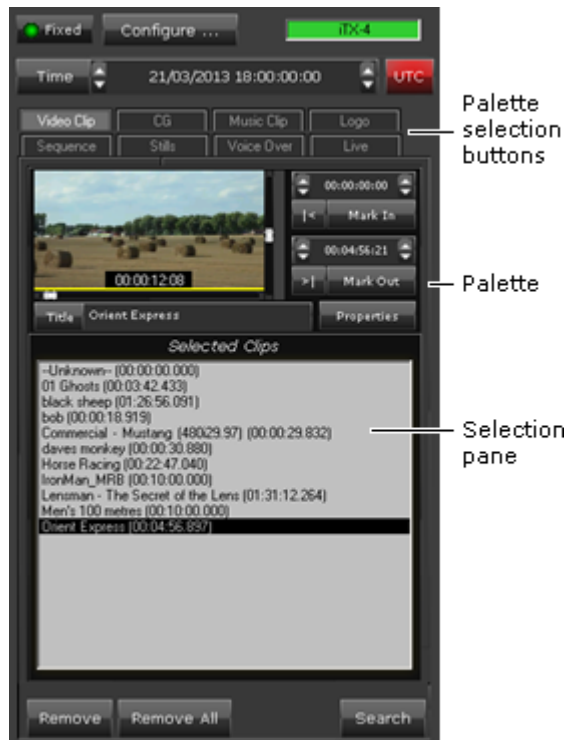 Fixed Configure ... iTX-4
Time 21/03/2013 18:00:00:00 UTC
Video Clip CG Music Clip Logo
Sequence Stills Voice Over Live
Palette
selection
buttons
00:00:00:00
|< Mark In
00:04:56:21
>| Mark Out
00:00:12:08
Palette
Title Orient Express Properties
Selected Clips
--Unknown-- (00:00:00.000)
01 Ghosts (00:03:42.433)
black sheep (01:26:56.091)
bob (00:00:18.919)
Commercial - Mustang (480i29.97) (00:00:29.832)
daves monkey (00:00:30.880)
Horse Racing (00:22:47.040)
IronMan_MRB (00:10:00.000)
Lensman - The Secret of the Lens (01:31:12.264)
Men's 100 metres (00:10:00.000)
Orient Express (00:04:56.897)
Selection
pane
Remove Remove All Search